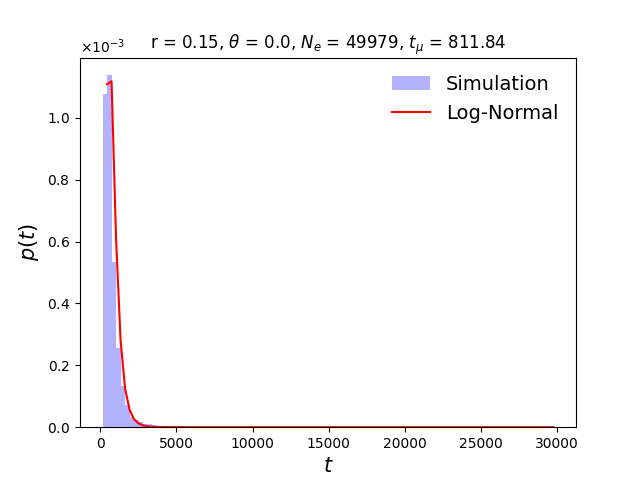 ×10⁻³ r = 0.15, θ = 0.0, Nₑ = 49979, t_μ = 811.84
Simulation
Log-Normal
1.0
0.8
0.6
0.4
0.2
0.0
p(t)
0 5000 10000 15000 20000 25000 30000
t